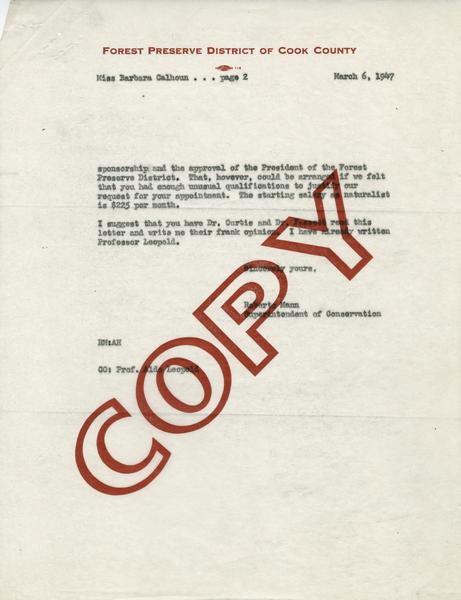 FOREST PRESERVE DISTRICT OF COOK COUNTY
Miss Barbara Calhoun . . . page 2 March 6, 1947
sponsorship and the approval of the President of the Forest
Preserve District. That, however, could be arranged if we felt
that you had enough unusual qualifications to justify our
request for your appointment. The starting salary as naturalist
is $225 per month.
I suggest that you have Dr. Curtis and Dr. read this
letter and write me their frank opinion. I have already written
Professor Leopold.
Sincerely yours,
Roberts Mann
Superintendent of Conservation
RM:AH
CC: Prof. Aldo Leopold
COPY